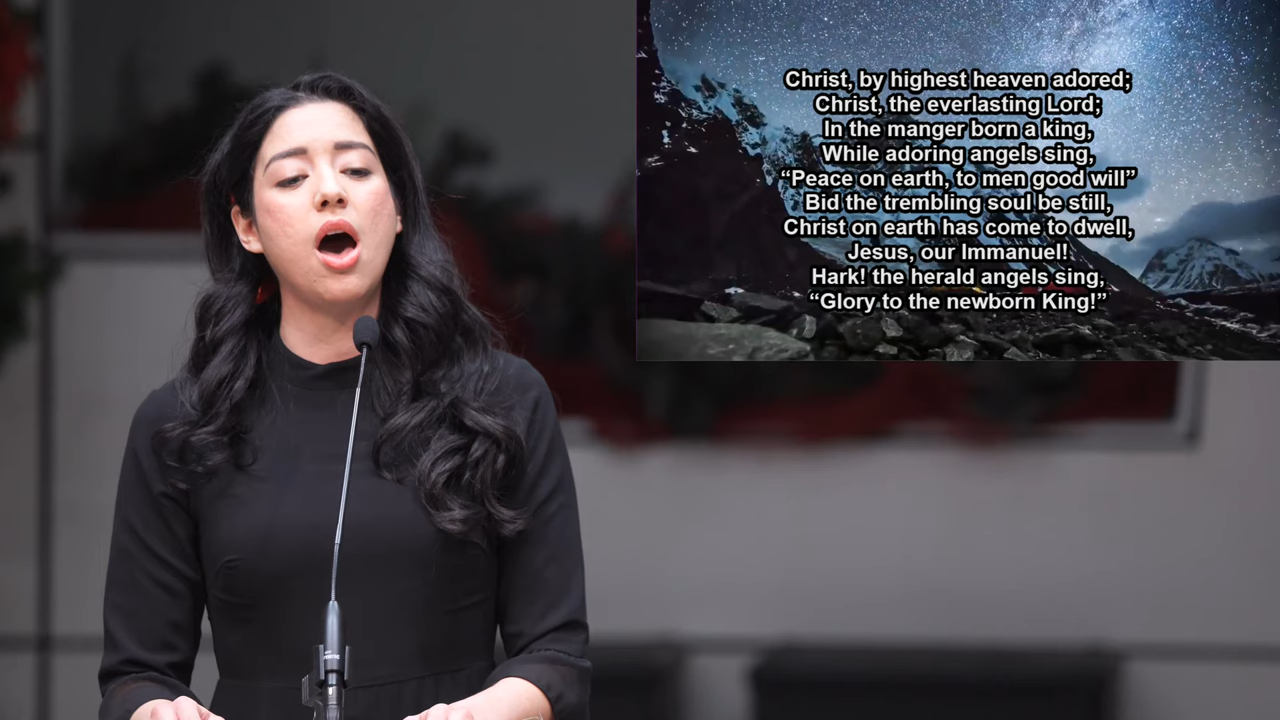 Christ, by highest heaven adored;
Christ, the everlasting Lord;
In the manger born a king,
While adoring angels sing,
“Peace on earth, to men good will”
Bid the trembling soul be still,
Christ on earth has come to dwell,
Jesus, our Immanuel!
Hark! the herald angels sing,
“Glory to the newborn King!”